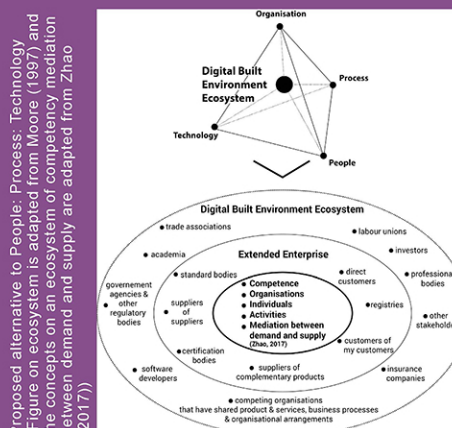 Proposed alternative to People: Process: Technology
(Figure on ecosystem is adapted from Moore (1997) and
the concepts on an ecosystem of competency mediation
between demand and supply are adapted from Zhao
(2017))
Organisation
Digital Built
Environment
Ecosystem
Process
Technology
People
Digital Built Environment Ecosystem
trade associations
labour unions
academia
investors
Extended Enterprise
standard bodies
direct
customers
professional
bodies
governement
agencies &
other
regulatory
bodies
suppliers
of
suppliers
Competence
Organisations
Individuals
Activities
Mediation between
demand and supply
(Zhao, 2017)
registries
other
customers of
my customers
certification
bodies
software
developers
suppliers of
complementary products
insurance
companies
competing organisations
that have shared product & services, business processes
& organisational arrangements